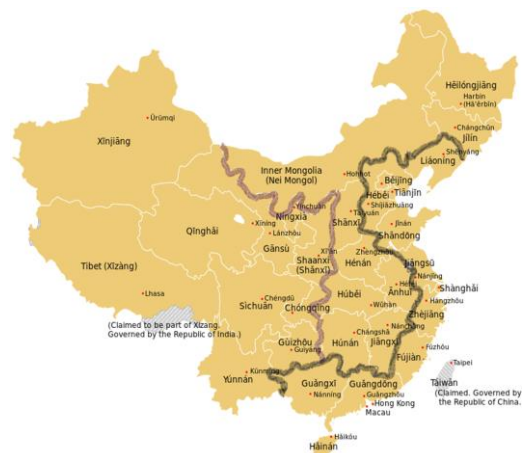 Hēilóngjiāng
Harbin
(Hā'ěrbīn)
Ürümqi
Chángchūn
Jílín
Xīnjiāng
Shěnyáng
Liáoníng
Inner Mongolia
(Nei Mongol)
Hohhot
Běijīng
Tiānjīn
Héběi
Shíjiāzhuāng
Yínchuān
Níngxià
Tàiyuán
Shānxī
Xīníng
Jǐnán
Shāndōng
Qīnghǎi
Lánzhōu
Gānsù
Zhèngzhōu
Xī'ān
Shaanxi
(Shǎnxī)
Hénán
Jiāngsū
Nánjīng
Tibet (Xīzàng)
Ānhuī
Shànghǎi
Lhasa
Chéngdū
Sìchuān
Húběi
Wǔhàn
Hángzhōu
Zhèjiāng
Chóngqìng
(Claimed to be part of Xizang.
Governed by the Republic of India.)
Chángshā
Nánchāng
Húnán
Jiāngxī
Guìzhōu
Guìyáng
Fújiàn
Fúzhōu
Taipei
Kūnmíng
Yúnnán
Guǎngxī
Nánníng
Guǎngdōng
Guǎngzhōu
Hong Kong
Macau
Táiwān
(Claimed. Governed by
the Republic of China.)
Hǎikǒu
Hǎinán